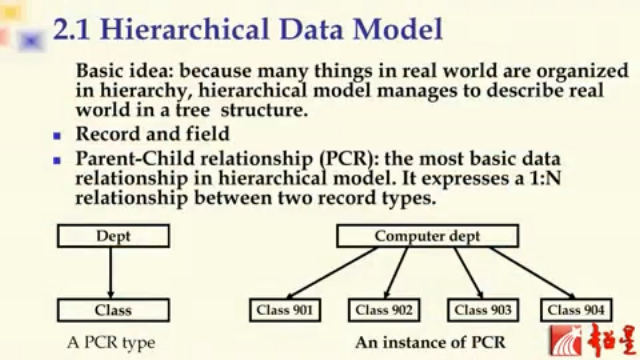 2.1 Hierarchical Data Model
Basic idea: because many things in real world are organized
in hierarchy, hierarchical model manages to describe real
world in a tree structure.
Record and field
Parent-Child relationship (PCR): the most basic data
relationship in hierarchical model. It expresses a 1:N
relationship between two record types.
Dept
Computer dept
Class
Class 901
Class 902
Class 903
Class 904
A PCR type
An instance of PCR
超星